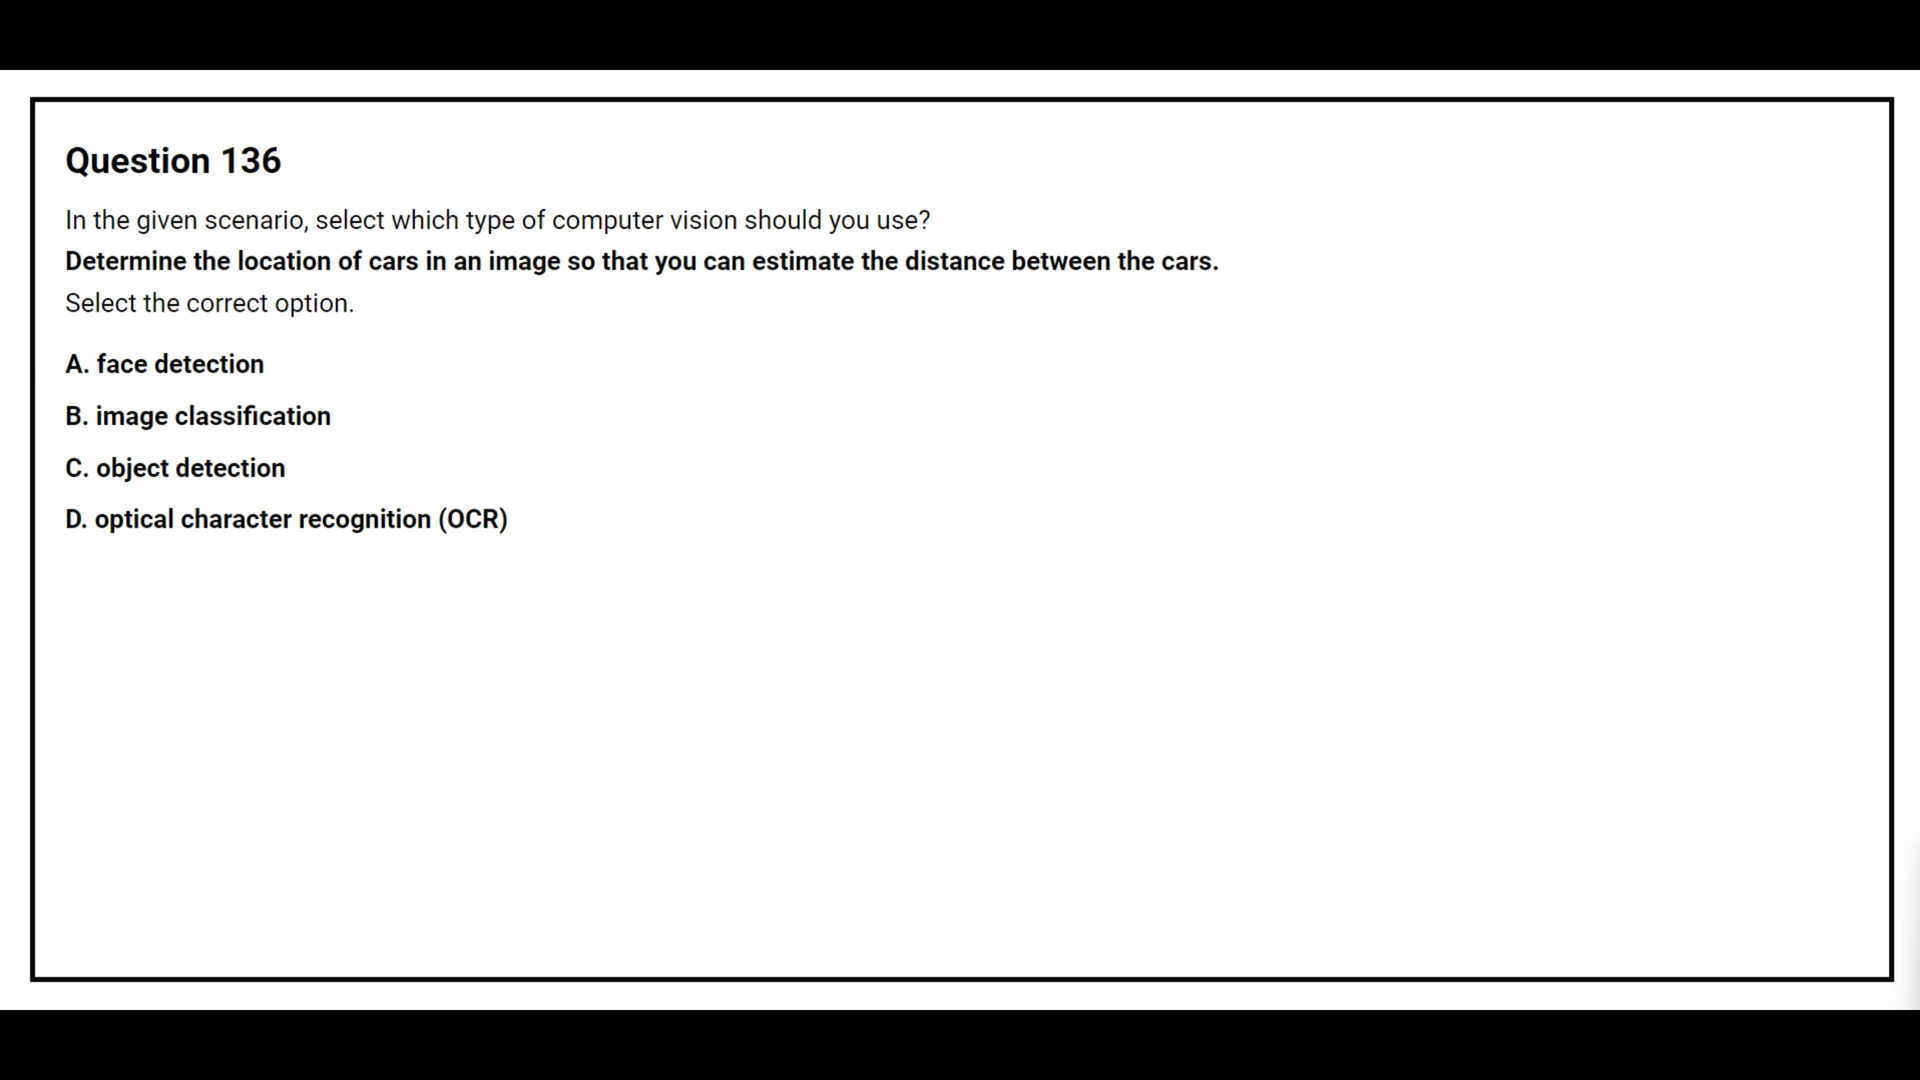 Question 136
In the given scenario, select which type of computer vision should you use?
Determine the location of cars in an image so that you can estimate the distance between the cars.
Select the correct option.
A. face detection
B. image classification
C. object detection
D. optical character recognition (OCR)